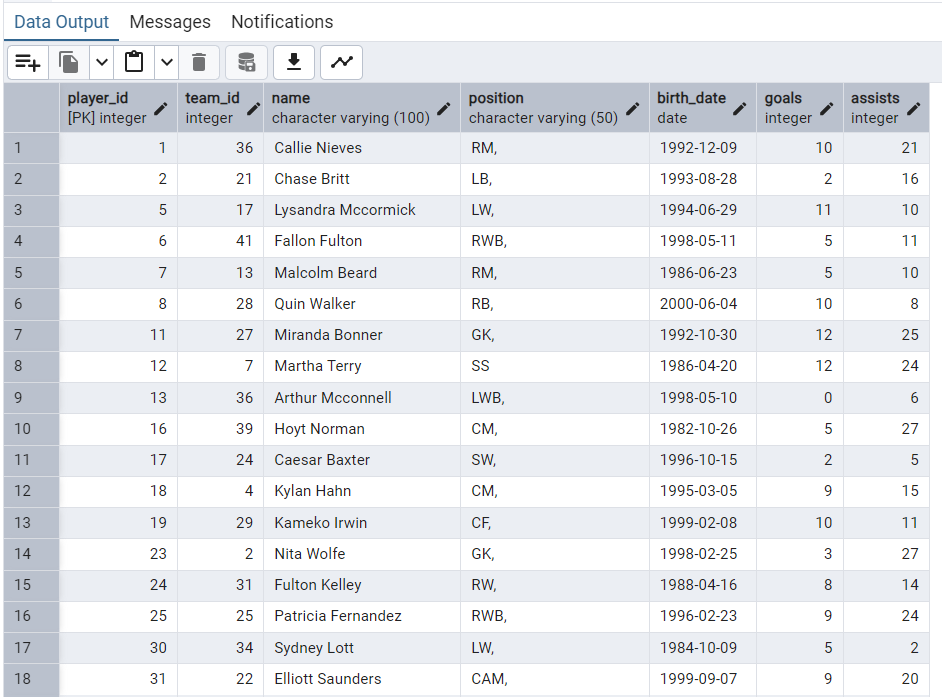 Data Output Messages Notifications
player_id team_id name position birth_date goals assists
[PK] integer integer character varying (100) character varying (50) date integer integer
1 1 36 Callie Nieves RM, 1992-12-09 10 21
2 2 21 Chase Britt LB, 1993-08-28 2 16
3 5 17 Lysandra Mccormick LW, 1994-06-29 11 10
4 6 41 Fallon Fulton RWB, 1998-05-11 5 11
5 7 13 Malcolm Beard RM, 1986-06-23 5 10
6 8 28 Quin Walker RB, 2000-06-04 10 8
7 11 27 Miranda Bonner GK, 1992-10-30 12 25
8 12 7 Martha Terry SS 1986-04-20 12 24
9 13 36 Arthur Mcconnell LWB, 1998-05-10 0 6
10 16 39 Hoyt Norman CM, 1982-10-26 5 27
11 17 24 Caesar Baxter SW, 1996-10-15 2 5
12 18 4 Kylan Hahn CM, 1995-03-05 9 15
13 19 29 Kameko Irwin CF, 1999-02-08 10 11
14 23 2 Nita Wolfe GK, 1998-02-25 3 27
15 24 31 Fulton Kelley RW, 1988-04-16 8 14
16 25 25 Patricia Fernandez RWB, 1996-02-23 9 24
17 30 34 Sydney Lott LW, 1984-10-09 5 2
18 31 22 Elliott Saunders CAM, 1999-09-07 9 20